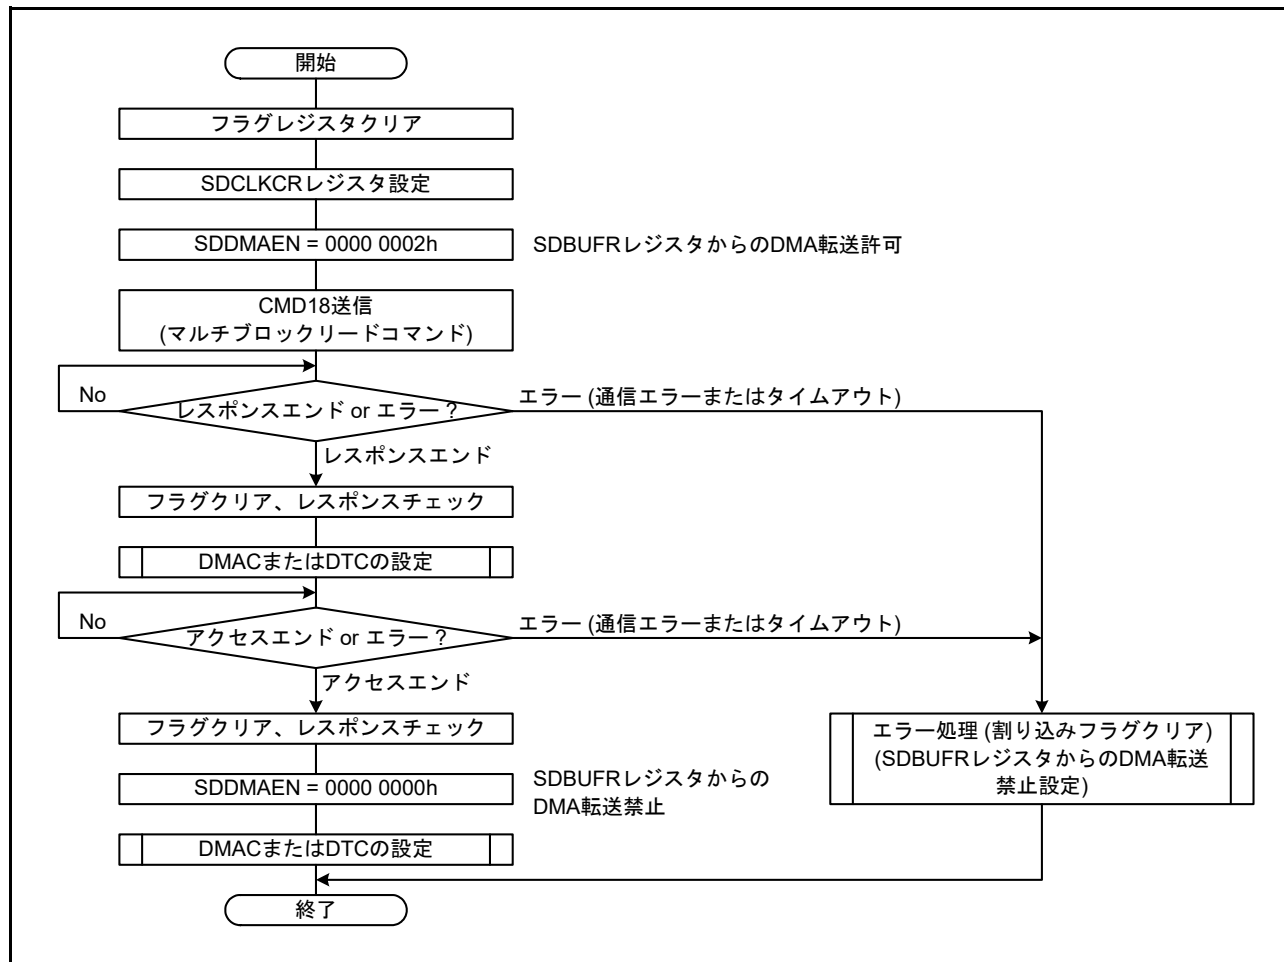 開始
フラグレジスタクリア
SDCLKCRレジスタ設定
SDDMAEN = 0000 0002h
SDBUFRレジスタからのDMA転送許可
CMD18送信
(マルチブロックリードコマンド)
No
レスポンスエンド or エラー ?
エラー (通信エラーまたはタイムアウト)
レスポンスエンド
フラグクリア、レスポンスチェック
DMACまたはDTCの設定
No
アクセスエンド or エラー ?
エラー (通信エラーまたはタイムアウト)
アクセスエンド
フラグクリア、レスポンスチェック
エラー処理 (割り込みフラグクリア)
(SDBUFRレジスタからのDMA転送
禁止設定)
SDDMAEN = 0000 0000h
SDBUFRレジスタからの
DMA転送禁止
DMACまたはDTCの設定
終了